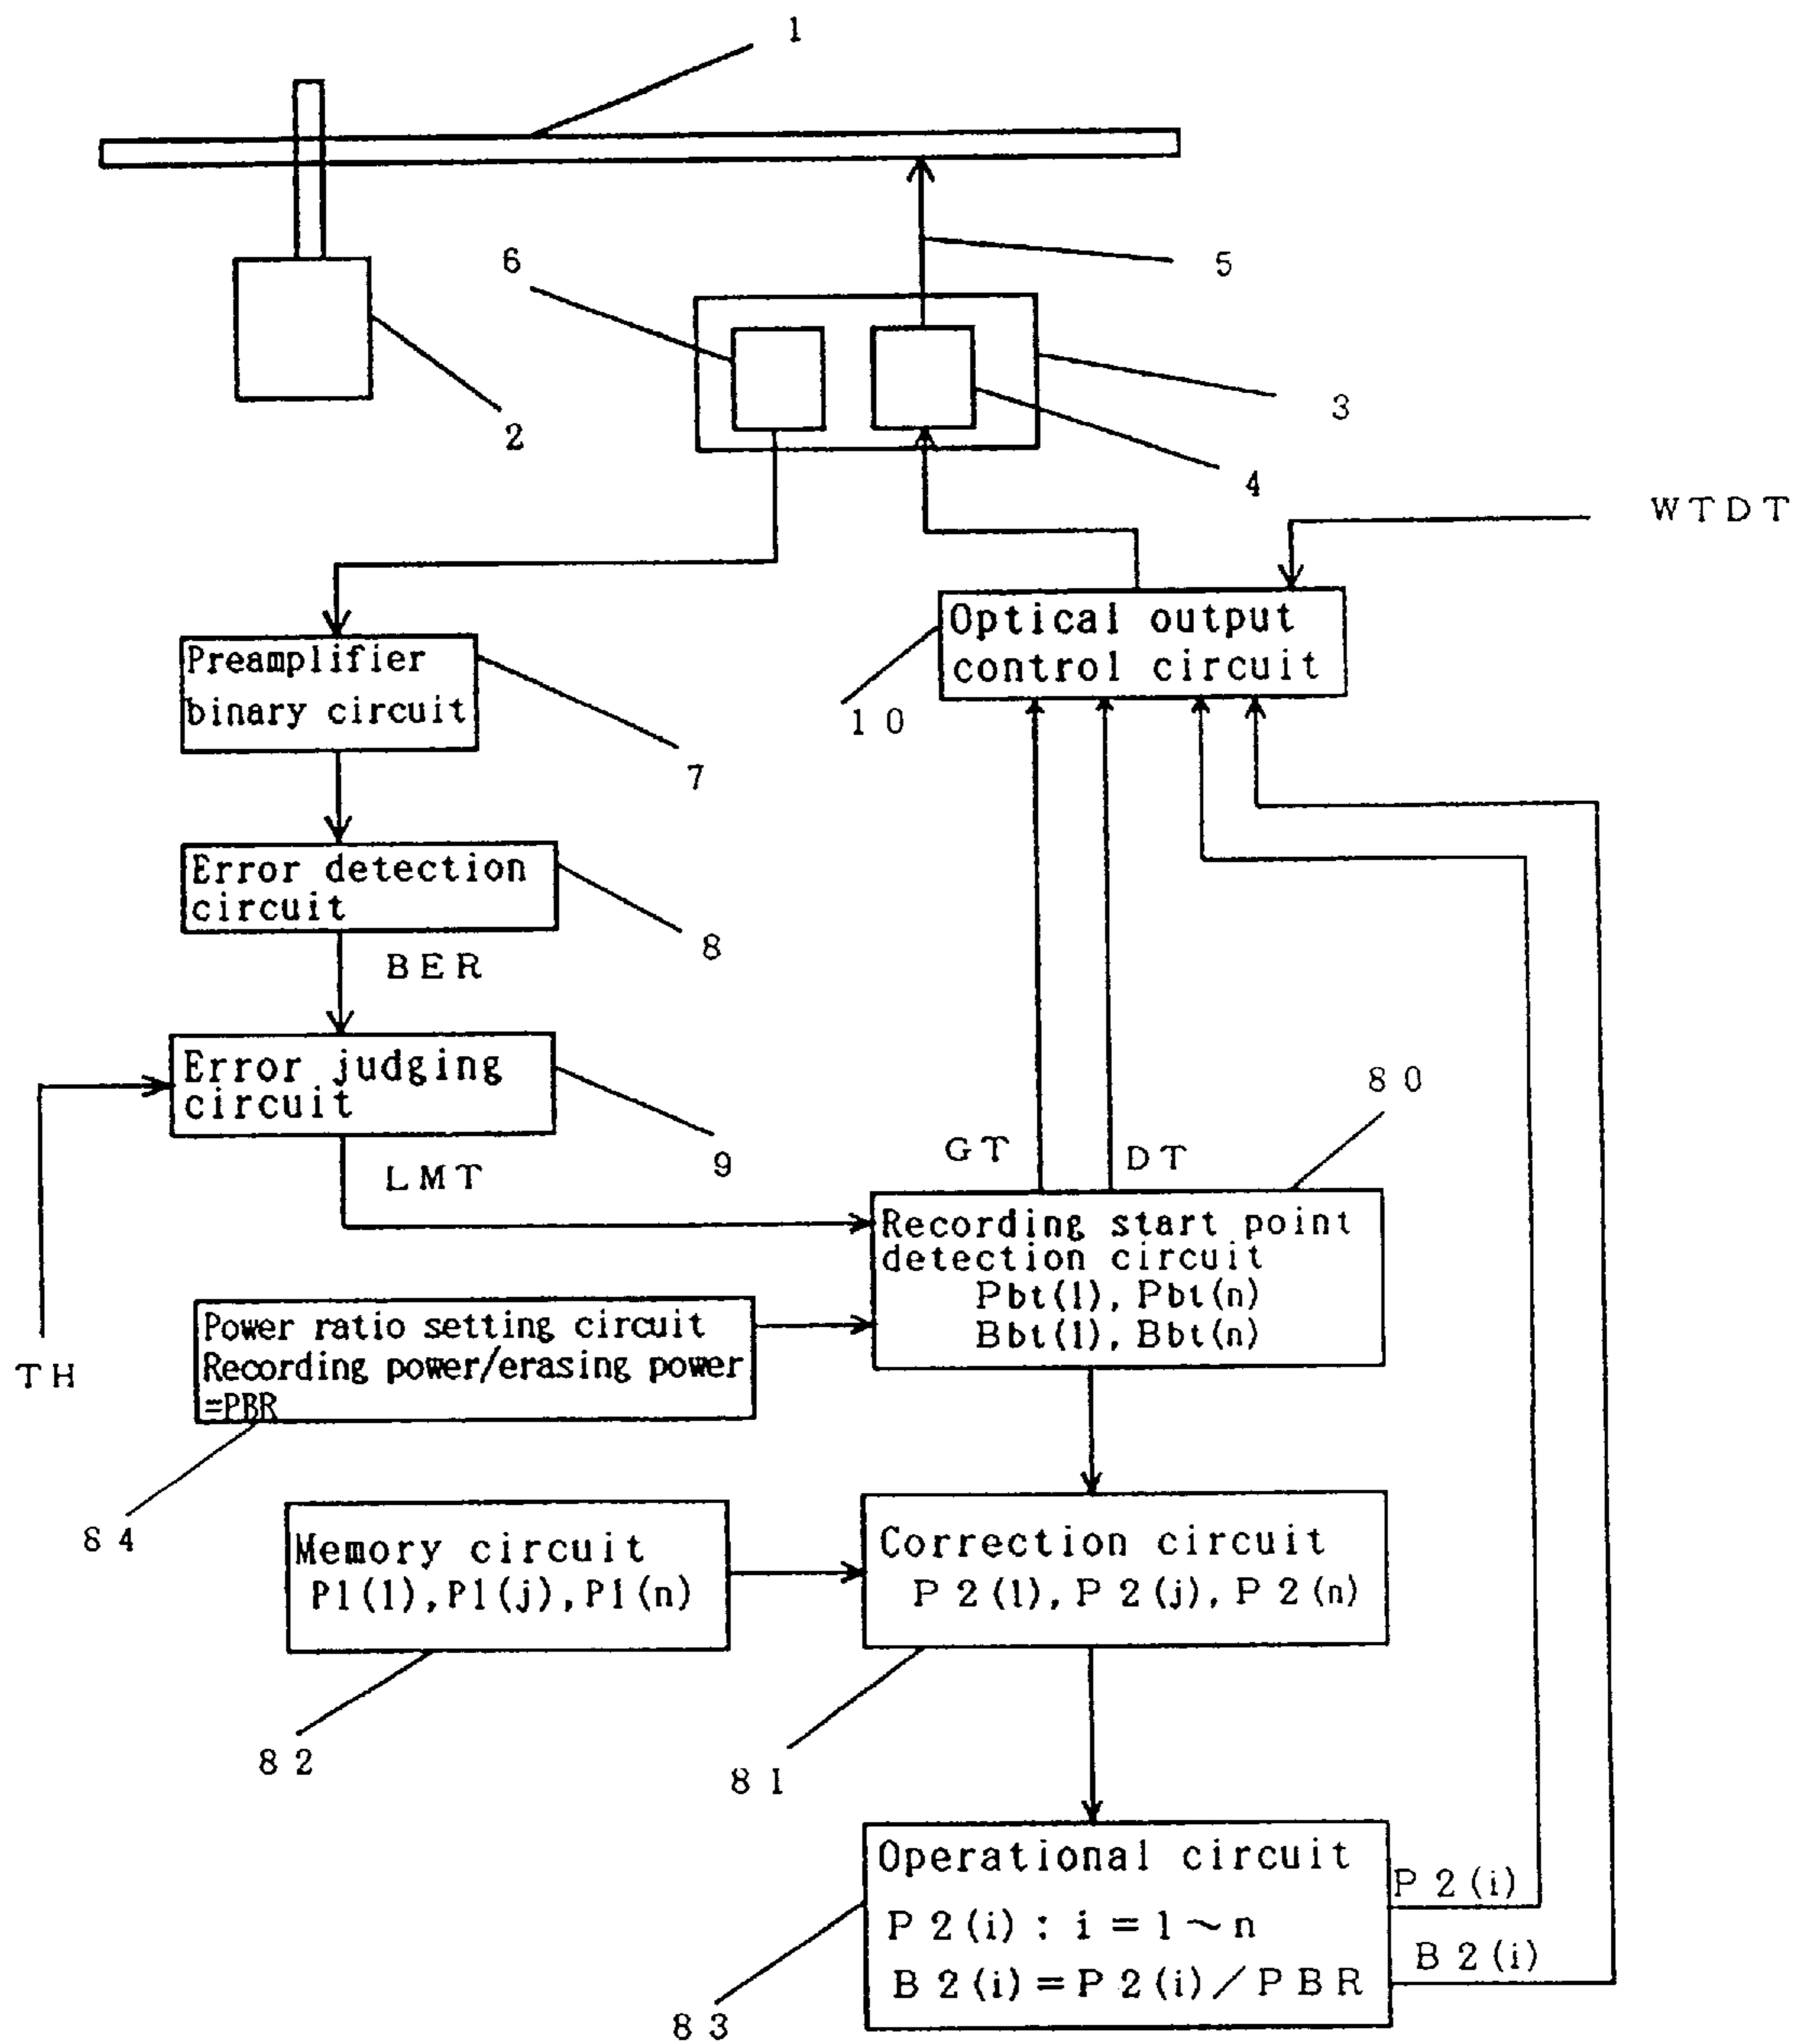 1
6
5
2
3
4
WTDT
Optical output
control circuit
10
Preamplifier
binary circuit
7
Error detection
circuit
8
BER
Error judging
circuit
9
80
GT
DT
LMT
Recording start point
detection circuit
Pbt(1), Pbt(n)
Bbt(1), Bbt(n)
Power ratio setting circuit
Recording power/erasing power
=PBR
TH
84
Memory circuit
P1(1), P1(j), P1(n)
Correction circuit
P2(1), P2(j), P2(n)
82
81
Operational circuit
P2(i) : i = 1 ~ n
B2(i) = P2(i) / PBR
P2(i)
B2(i)
83